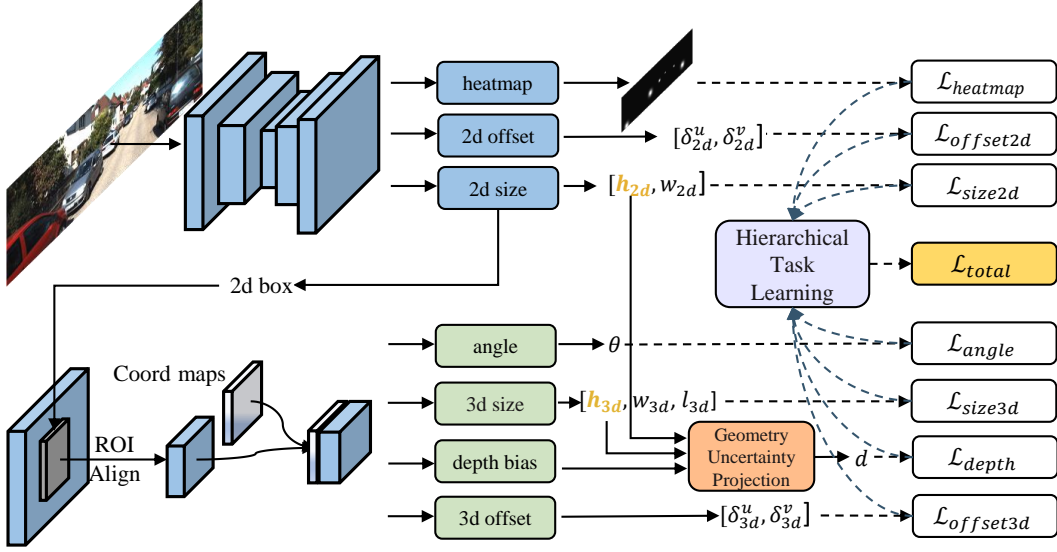 heatmap
ℒ_heatmap
2d offset
[δ^u_2d, δ^v_2d]
ℒ_offset2d
2d size
[h_2d, w_2d]
ℒ_size2d
Hierarchical
Task
Learning
ℒ_total
2d box
angle
θ
ℒ_angle
Coord maps
3d size
[h_3d, w_3d, l_3d]
ℒ_size3d
ROI
Align
depth bias
Geometry
Uncertainty
Projection
d
ℒ_depth
3d offset
[δ^u_3d, δ^v_3d]
ℒ_offset3d